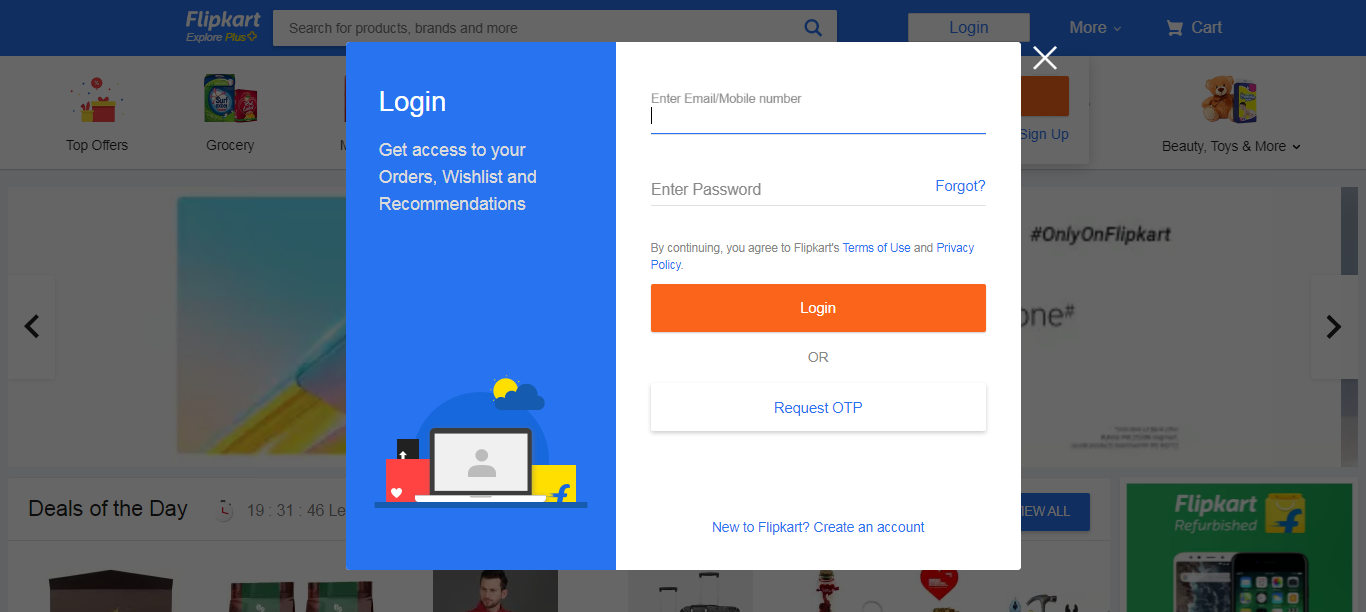 Flipkart
Explore Plus
Search for products, brands and more
Login
More
Cart
Top Offers
Grocery
M
Sign Up
Beauty, Toys & More
Login
Get access to your
Orders, Wishlist and
Recommendations
Enter Email/Mobile number
Enter Password
Forgot?
By continuing, you agree to Flipkart's Terms of Use and Privacy
Policy.
Login
OR
Request OTP
New to Flipkart? Create an account
#OnlyOnFlipkart
one#
Deals of the Day
19 : 31 : 46 Le
IEW ALL
Flipkart
Refurbished